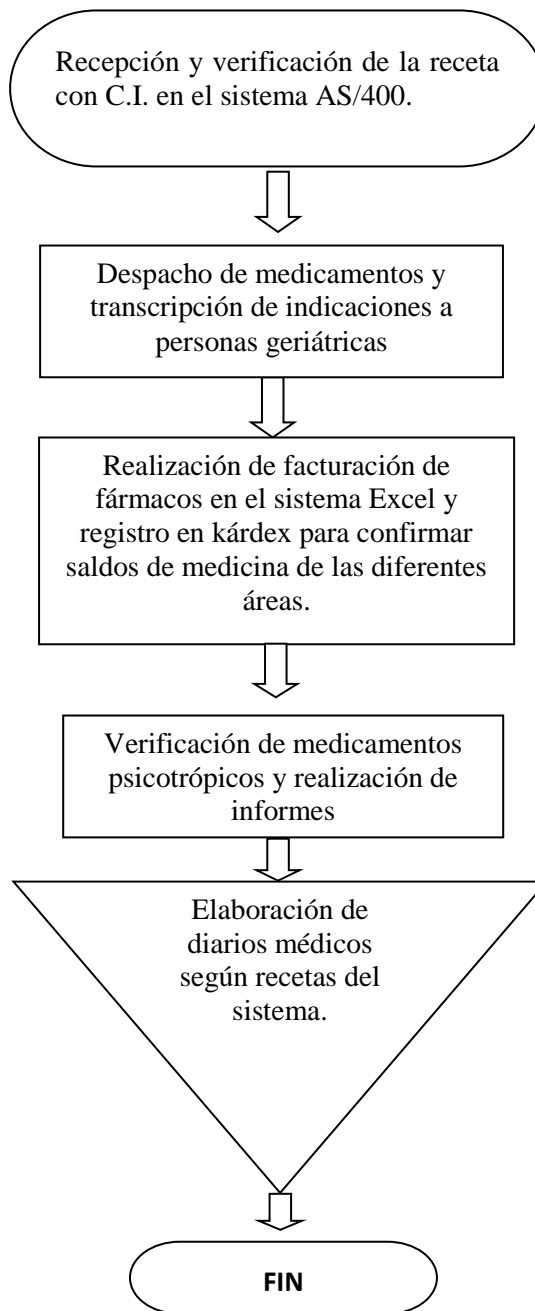 Recepción y verificación de la receta
con C.I. en el sistema AS/400.
Despacho de medicamentos y
transcripción de indicaciones a
personas geriátricas
Realización de facturación de
fármacos en el sistema Excel y
registro en kárdex para confirmar
saldos de medicina de las diferentes
áreas.
Verificación de medicamentos
psicotrópicos y realización de
informes
Elaboración de
diarios médicos
según recetas del
sistema.
FIN